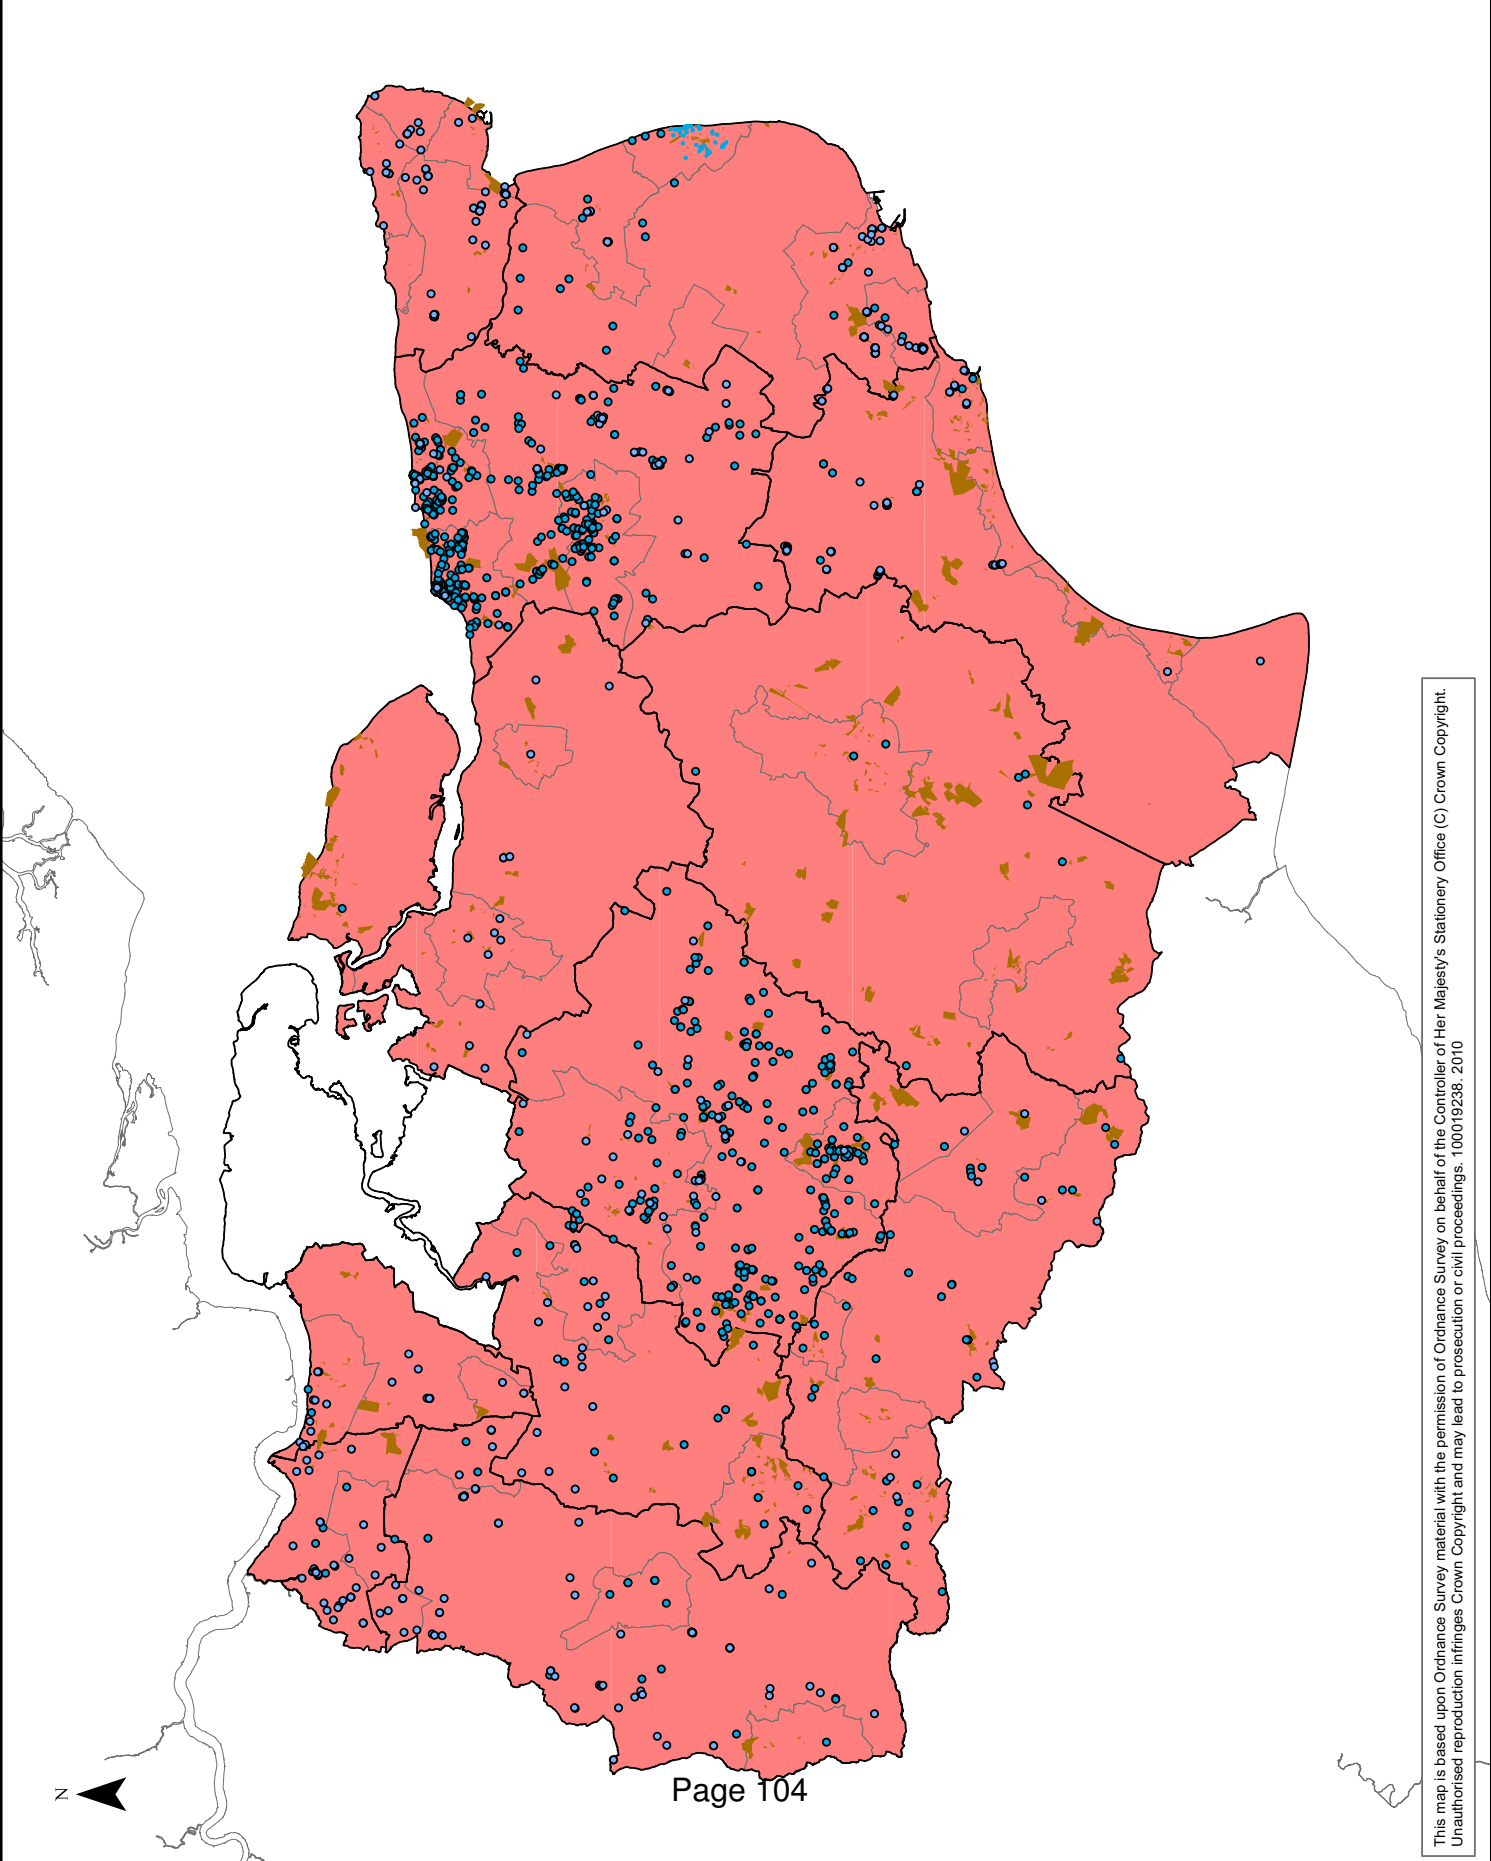 N
Page 104
This map is based upon Ordnance Survey material with the permission of Ordnance Survey on behalf of the Controller of Her Majesty's Stationery Office (C) Crown Copyright.
Unauthorised reproduction infringes Crown Copyright and may lead to prosecution or civil proceedings. 100019238. 2010